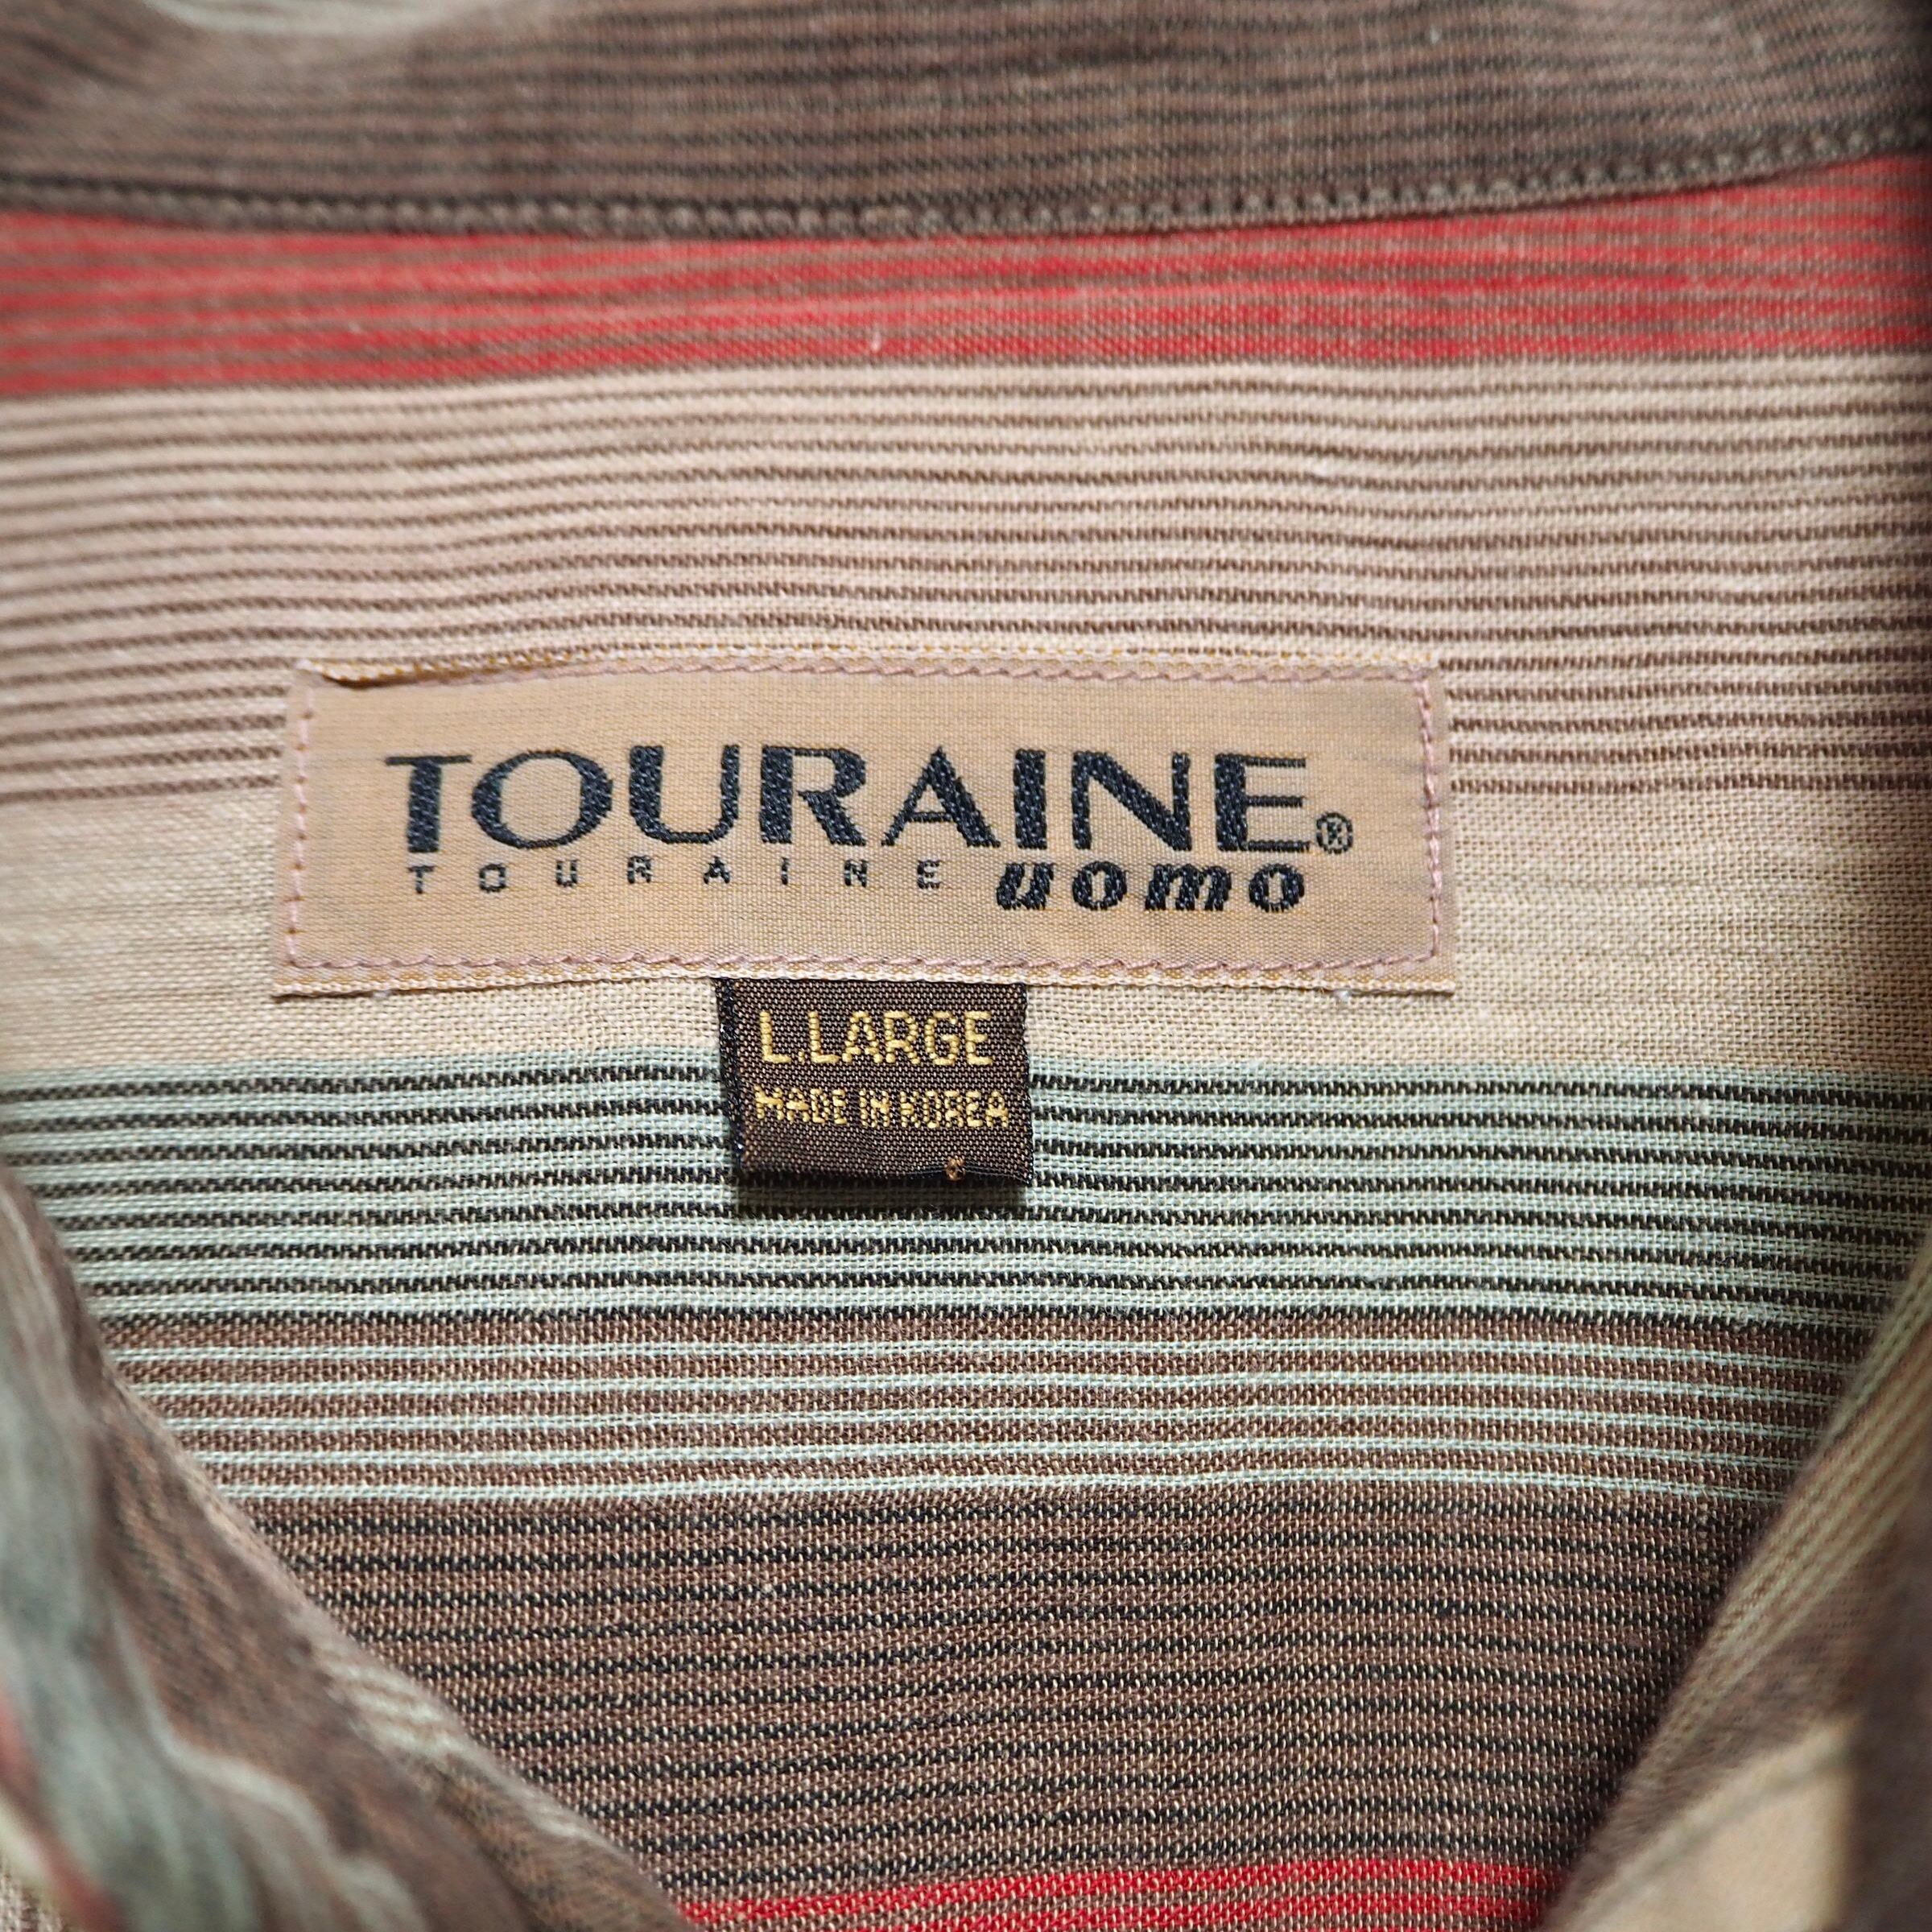 TOURAINE®
TOURAINE uomo
L.LARGE
MADE IN KOREA